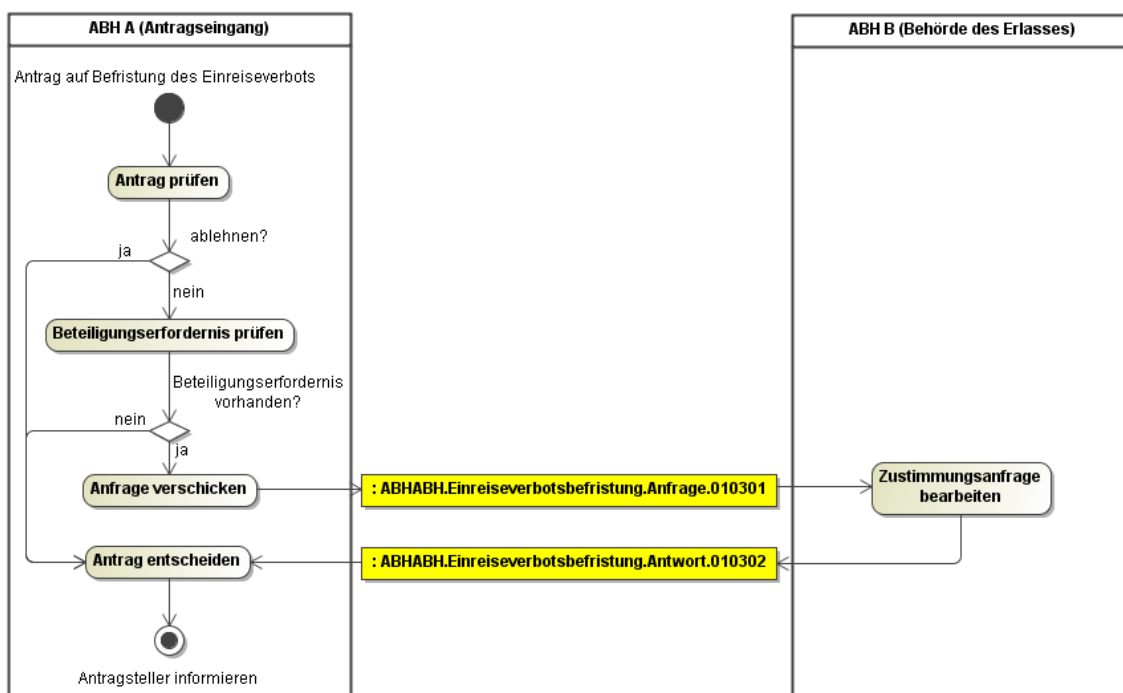 ABH A (Antragseingang)
ABH B (Behörde des Erlasses)
Antrag auf Befristung des Einreiseverbots
Antrag prüfen
ablehnen?
ja
nein
Beteiligungserfordernis prüfen
Beteiligungserfordernis
vorhanden?
nein
ja
Anfrage verschicken
: ABHABH.Einreiseverbotsbefristung.Anfrage.010301
Zustimmungsanfrage
bearbeiten
Antrag entscheiden
: ABHABH.Einreiseverbotsbefristung.Antwort.010302
Antragsteller informieren